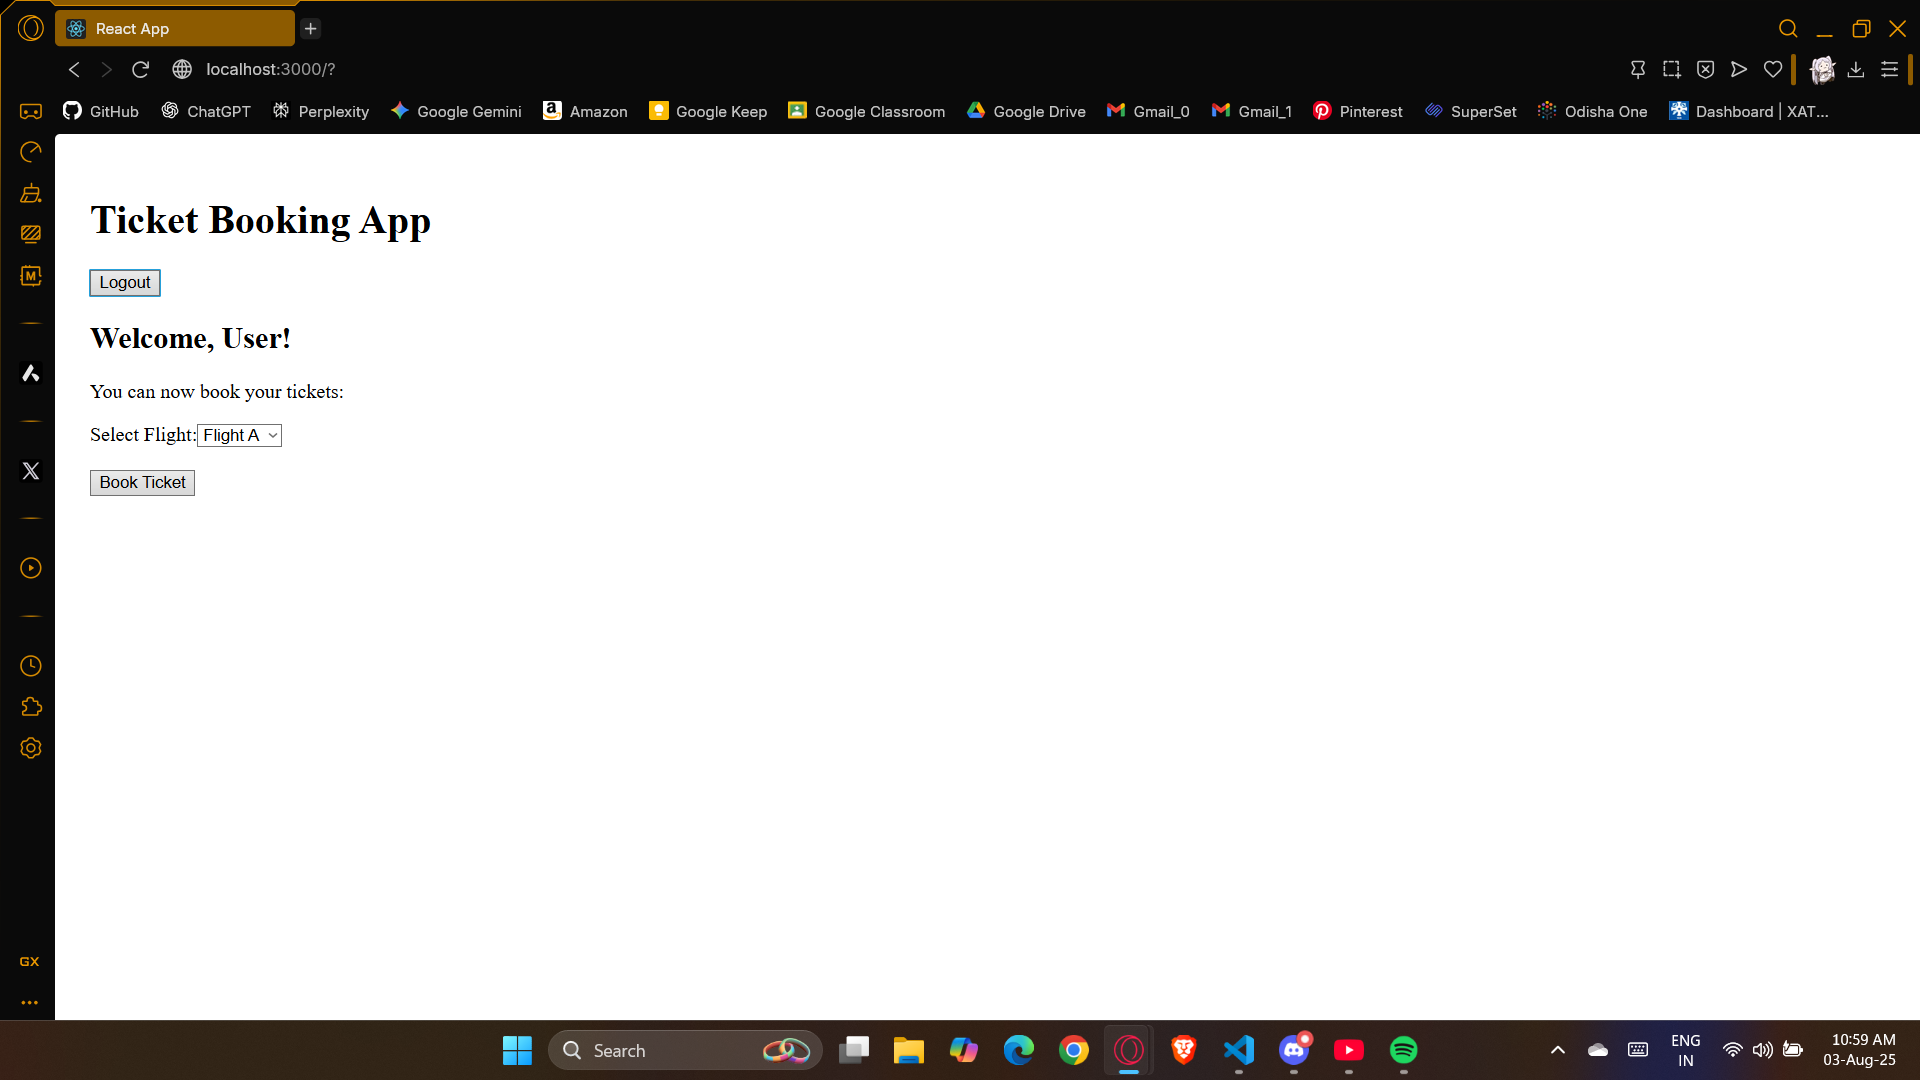 React App
localhost:3000/?
GitHub
ChatGPT
Perplexity
Google Gemini
Amazon
Google Keep
Google Classroom
Google Drive
Gmail_0
Gmail_1
Pinterest
SuperSet
Odisha One
Dashboard | XAT...
Ticket Booking App
Logout
Welcome, User!
You can now book your tickets:
Select Flight: Flight A
Book Ticket
M
GX
Search
ENG
IN
10:59 AM
03-Aug-25